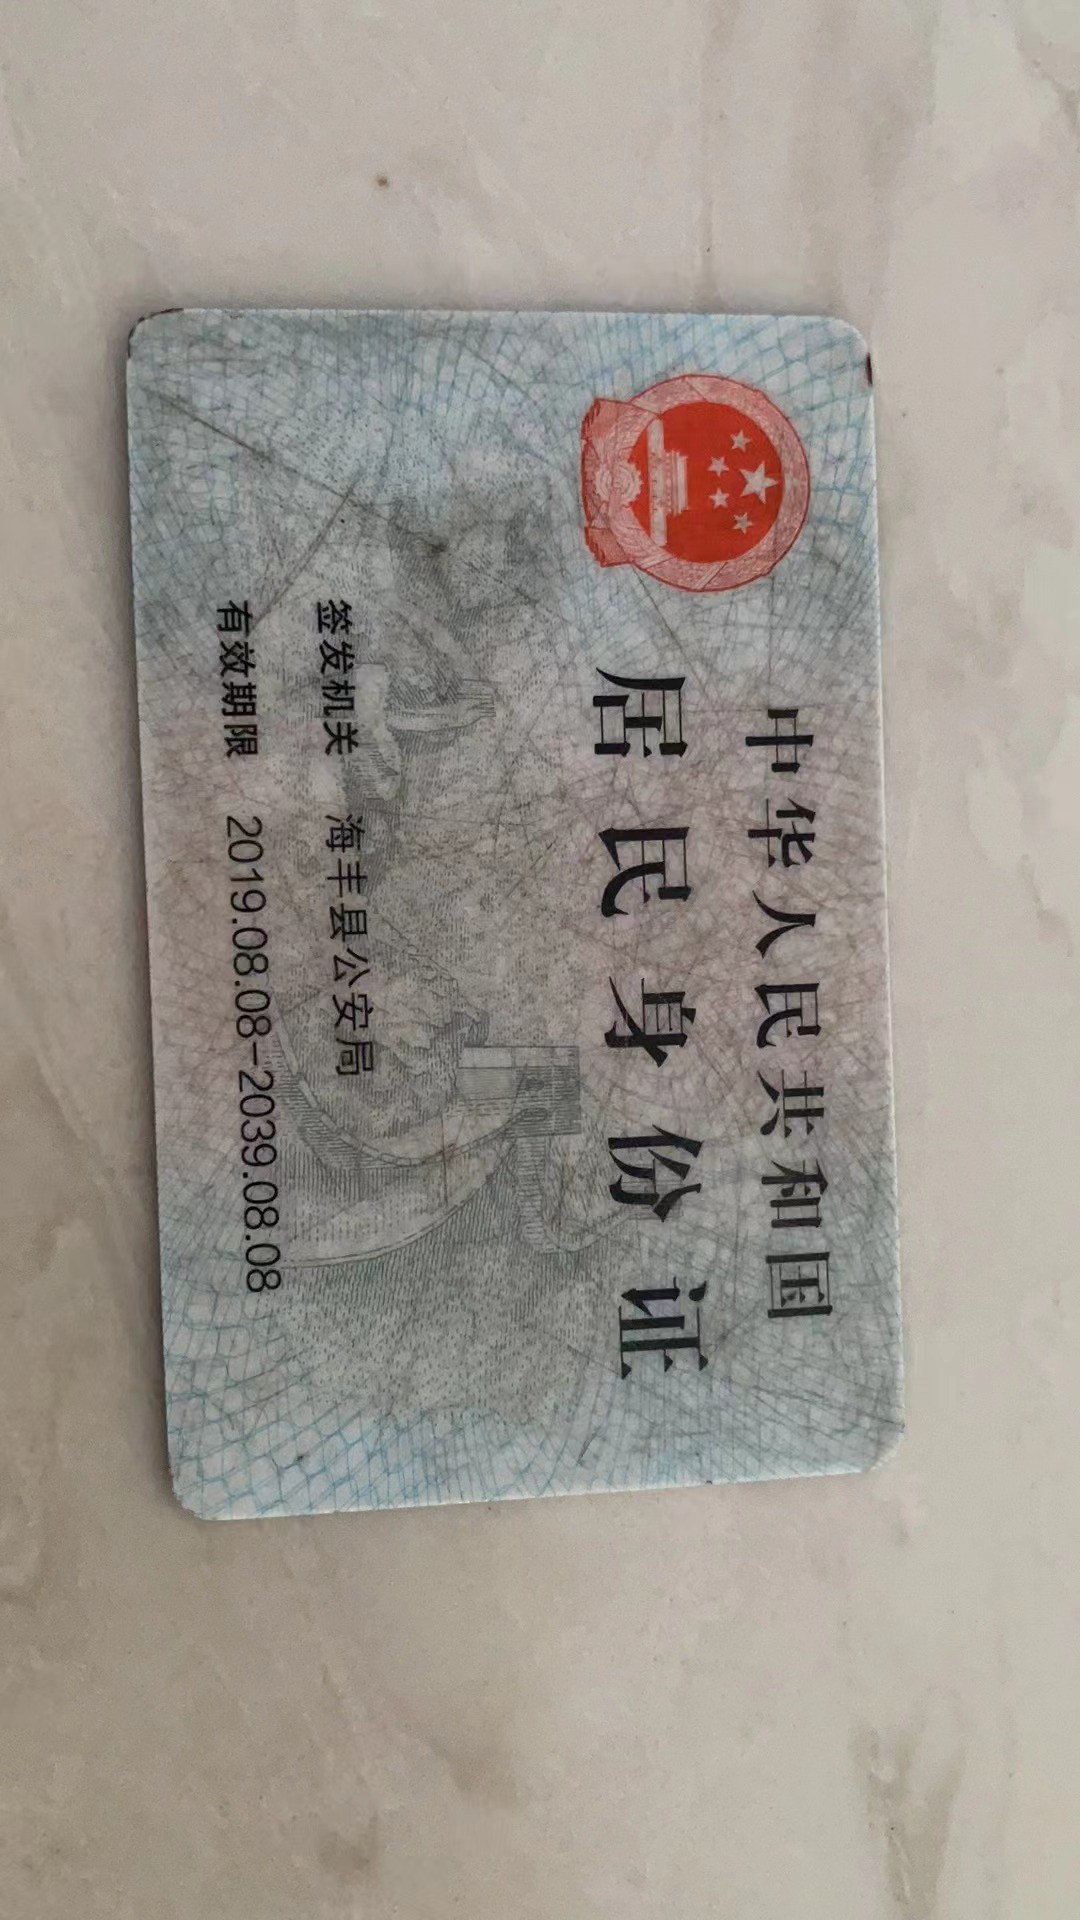 中华人民共和国
居民身份证
签发机关 海丰县公安局
有效期限 2019.08.08-2039.08.08